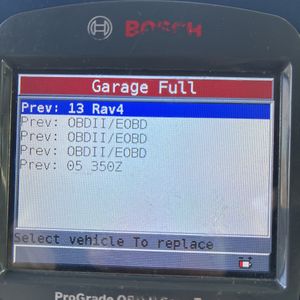 BOSCH
Garage Full
Prev: 13 Rav4
Prev: OBDII/EOBD
Prev: OBDII/EOBD
Prev: OBDII/EOBD
Prev: 05 350Z
Select vehicle To replace
ProGrade